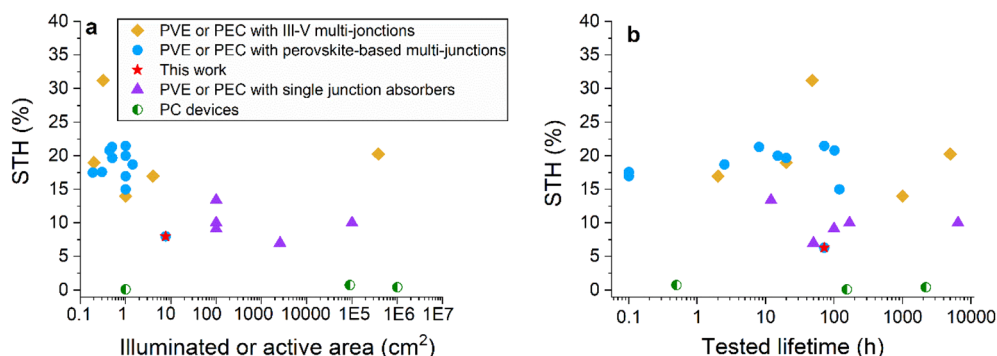 a
PVE or PEC with III-V multi-jonctions
PVE or PEC with perovskite-based multi-junctions
This work
PVE or PEC with single junction absorbers
PC devices
STH (%)
40
35
30
25
20
15
10
5
0
0.1 1 10 100 1000 1E5 1E6 1E7
Illuminated or active area (cm²)
b
STH (%)
40
35
30
25
20
15
10
5
0
0.1 1 10 100 1000 10000
Tested lifetime (h)